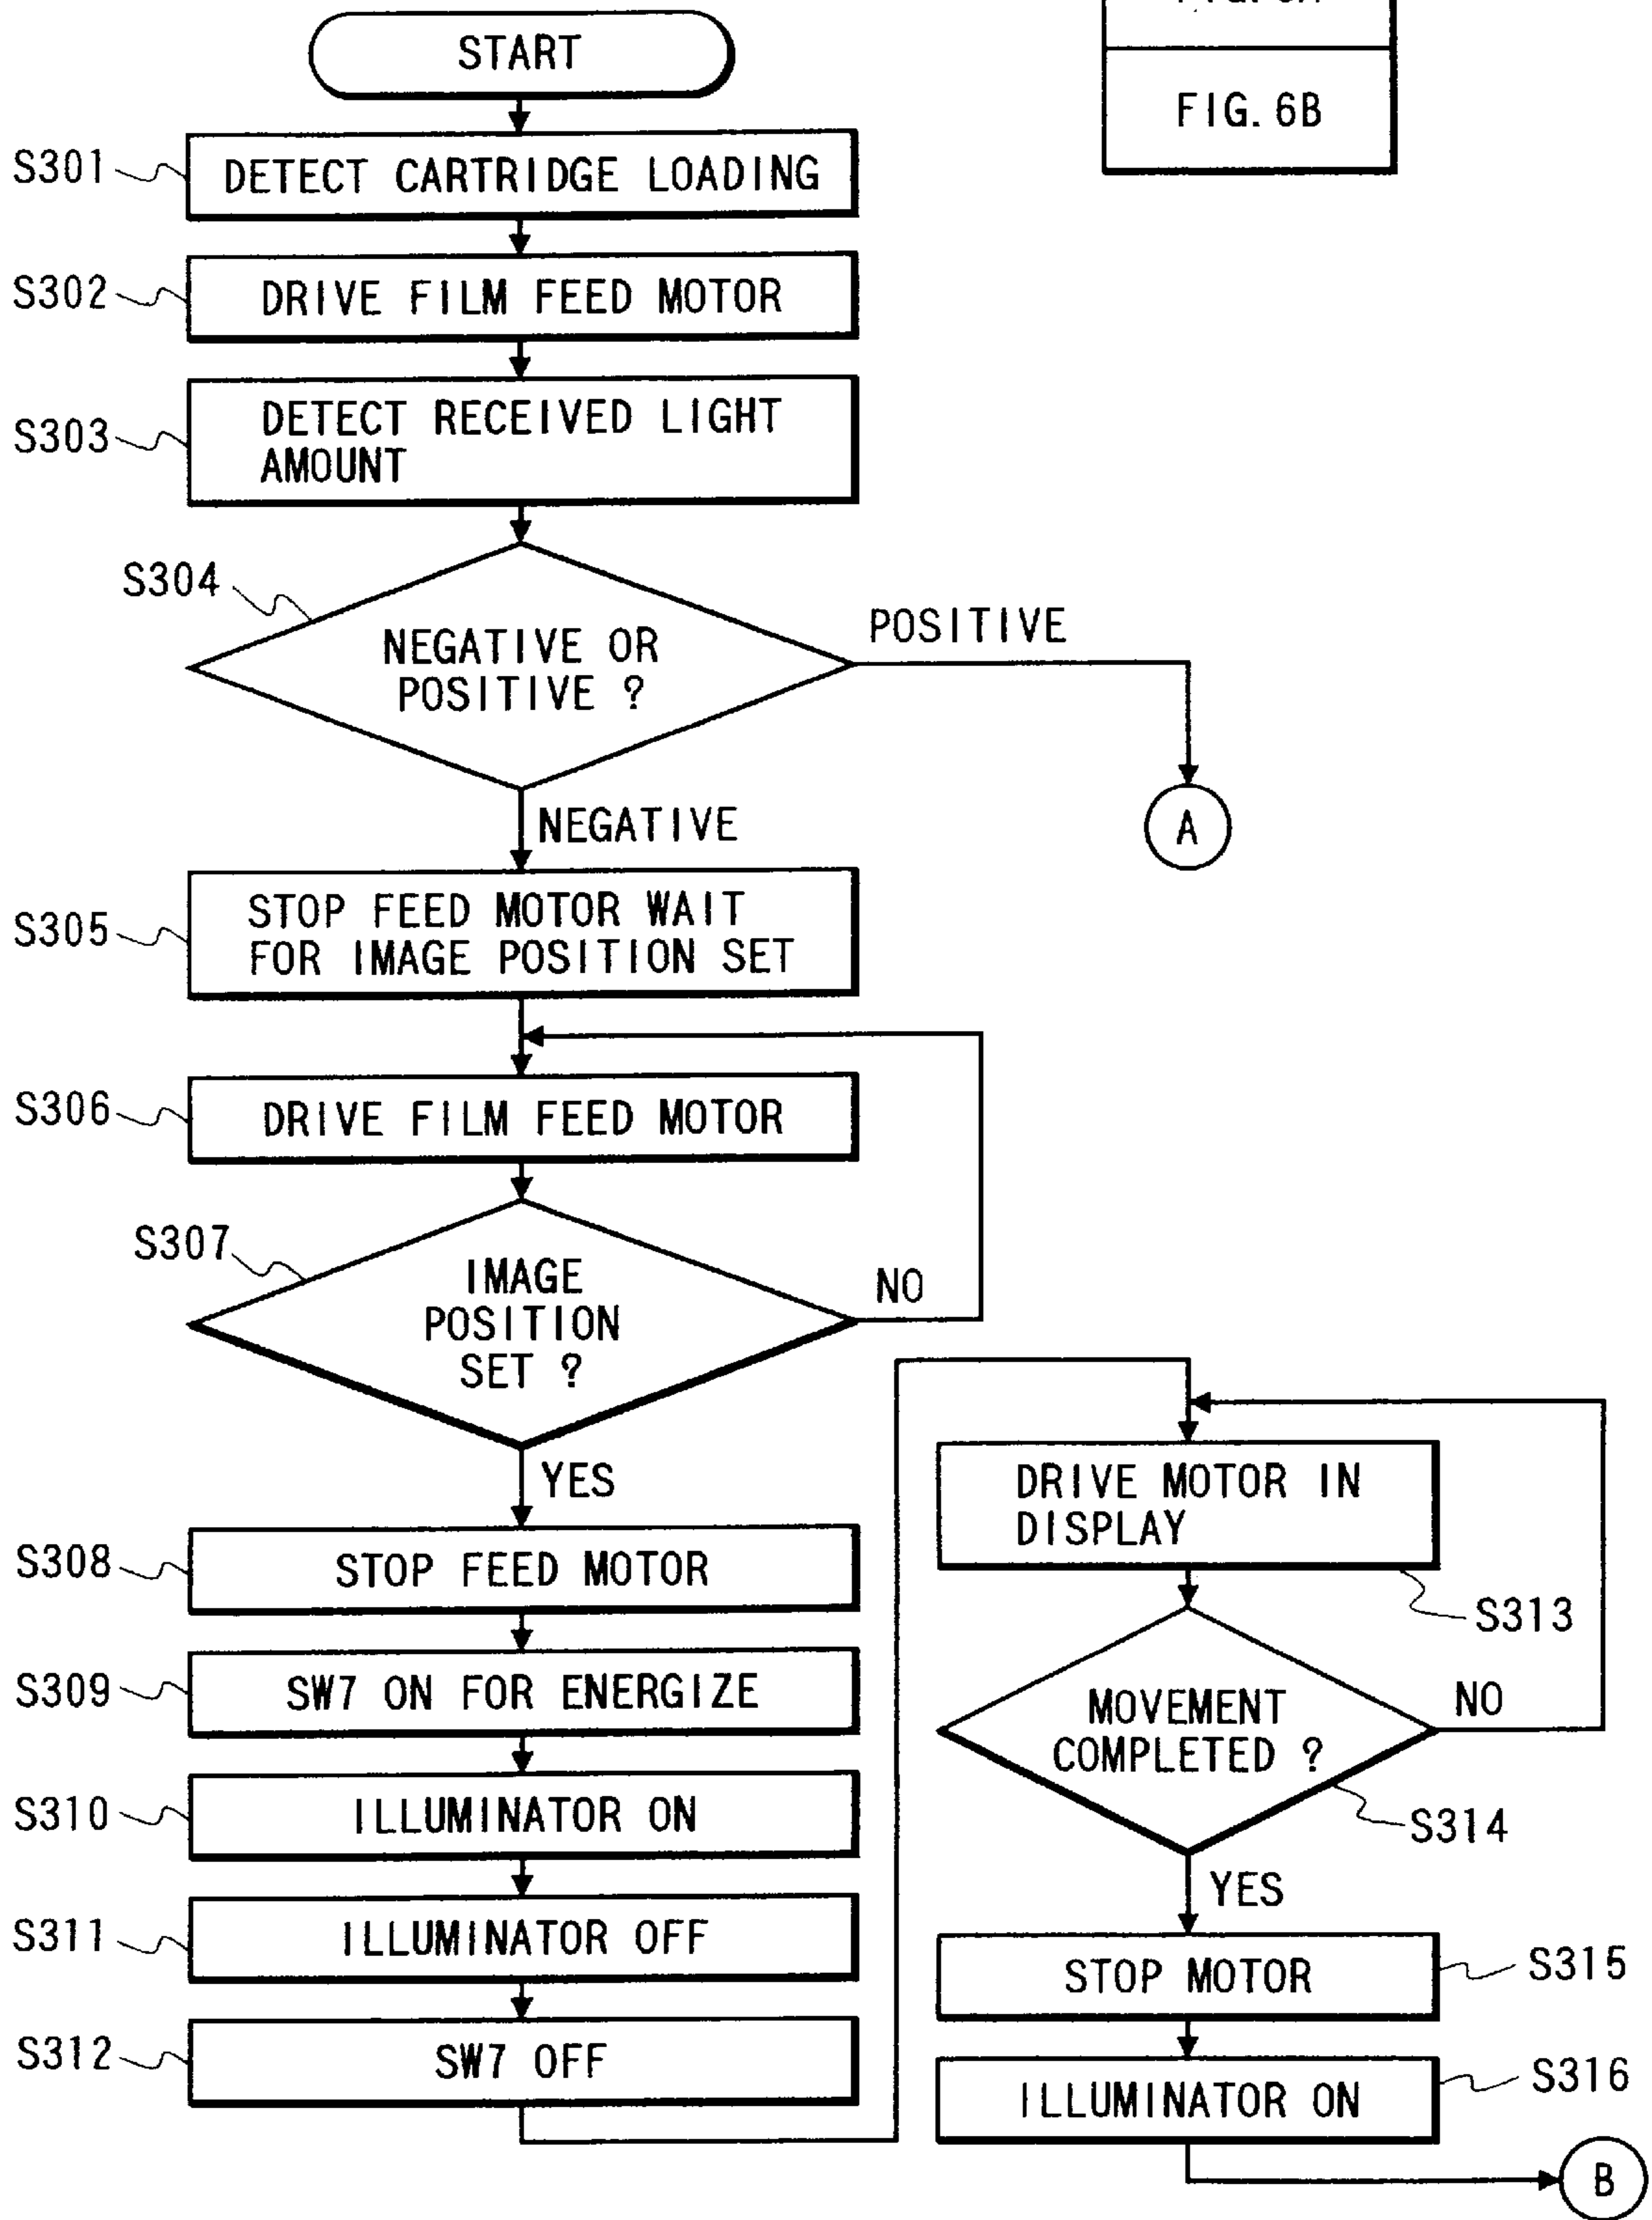 FIG. 6B
START
S301
DETECT CARTRIDGE LOADING
S302
DRIVE FILM FEED MOTOR
S303
DETECT RECEIVED LIGHT
AMOUNT
S304
NEGATIVE OR
POSITIVE ?
POSITIVE
A
NEGATIVE
S305
STOP FEED MOTOR WAIT
FOR IMAGE POSITION SET
S306
DRIVE FILM FEED MOTOR
S307
IMAGE
POSITION
SET ?
NO
YES
S308
STOP FEED MOTOR
S309
SW7 ON FOR ENERGIZE
S310
ILLUMINATOR ON
S311
ILLUMINATOR OFF
S312
SW7 OFF
DRIVE MOTOR IN
DISPLAY
S313
MOVEMENT
COMPLETED ?
NO
S314
YES
STOP MOTOR
S315
ILLUMINATOR ON
S316
B